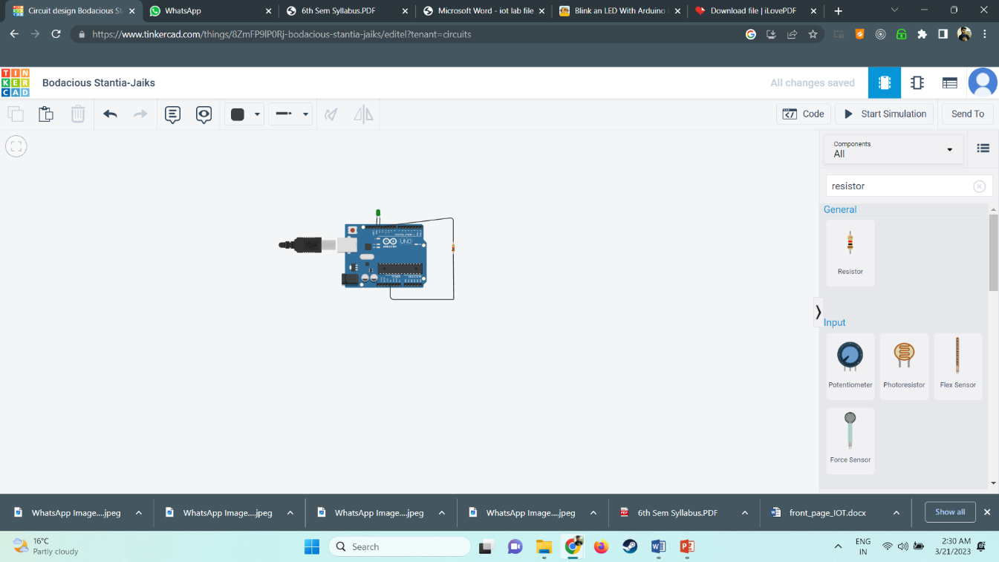 Circuit design Bodacious St
WhatsApp
6th Sem Syllabus.PDF
Microsoft Word - iot lab file
Blink an LED With Arduino
Download file | iLovePDF
https://www.tinkercad.com/things/8ZmFP9lP0Rj-bodacious-stantia-jaiks/editel?tenant=circuits
TIN
KER
CAD
Bodacious Stantia-Jaiks
All changes saved
Code
Start Simulation
Send To
Components
All
resistor
General
Resistor
Input
Potentiometer
Photoresistor
Flex Sensor
Force Sensor
UNO
WhatsApp Image....jpeg
WhatsApp Image....jpeg
WhatsApp Image....jpeg
WhatsApp Image....jpeg
6th Sem Syllabus.PDF
front_page_IOT.docx
Show all
16°C
Partly cloudy
Search
ENG
IN
2:30 AM
3/21/2023